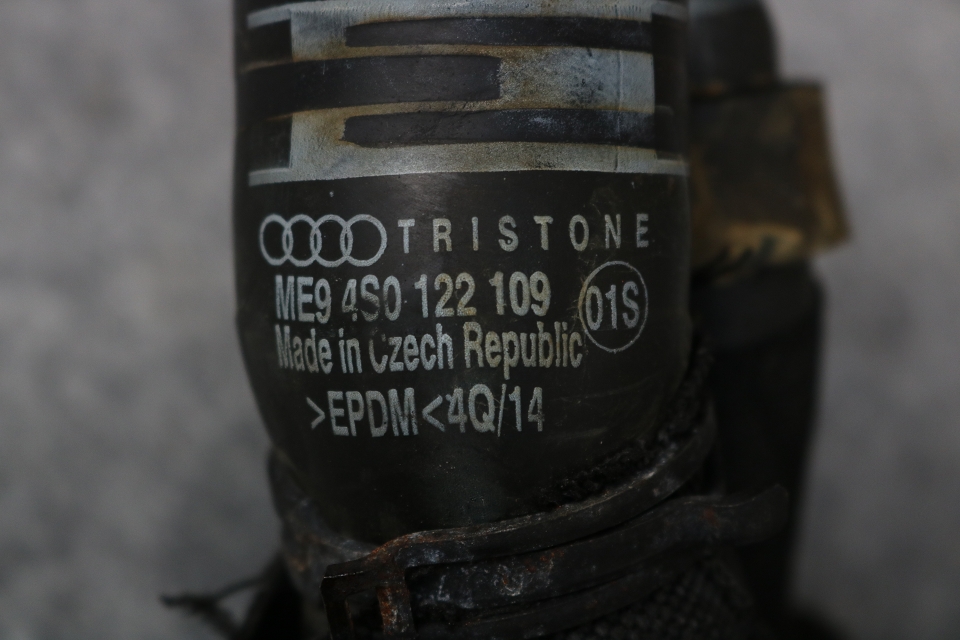 TRISTONE
ME9 4S0 122 109 01S
Made in Czech Republic
>EPDM<4Q/14